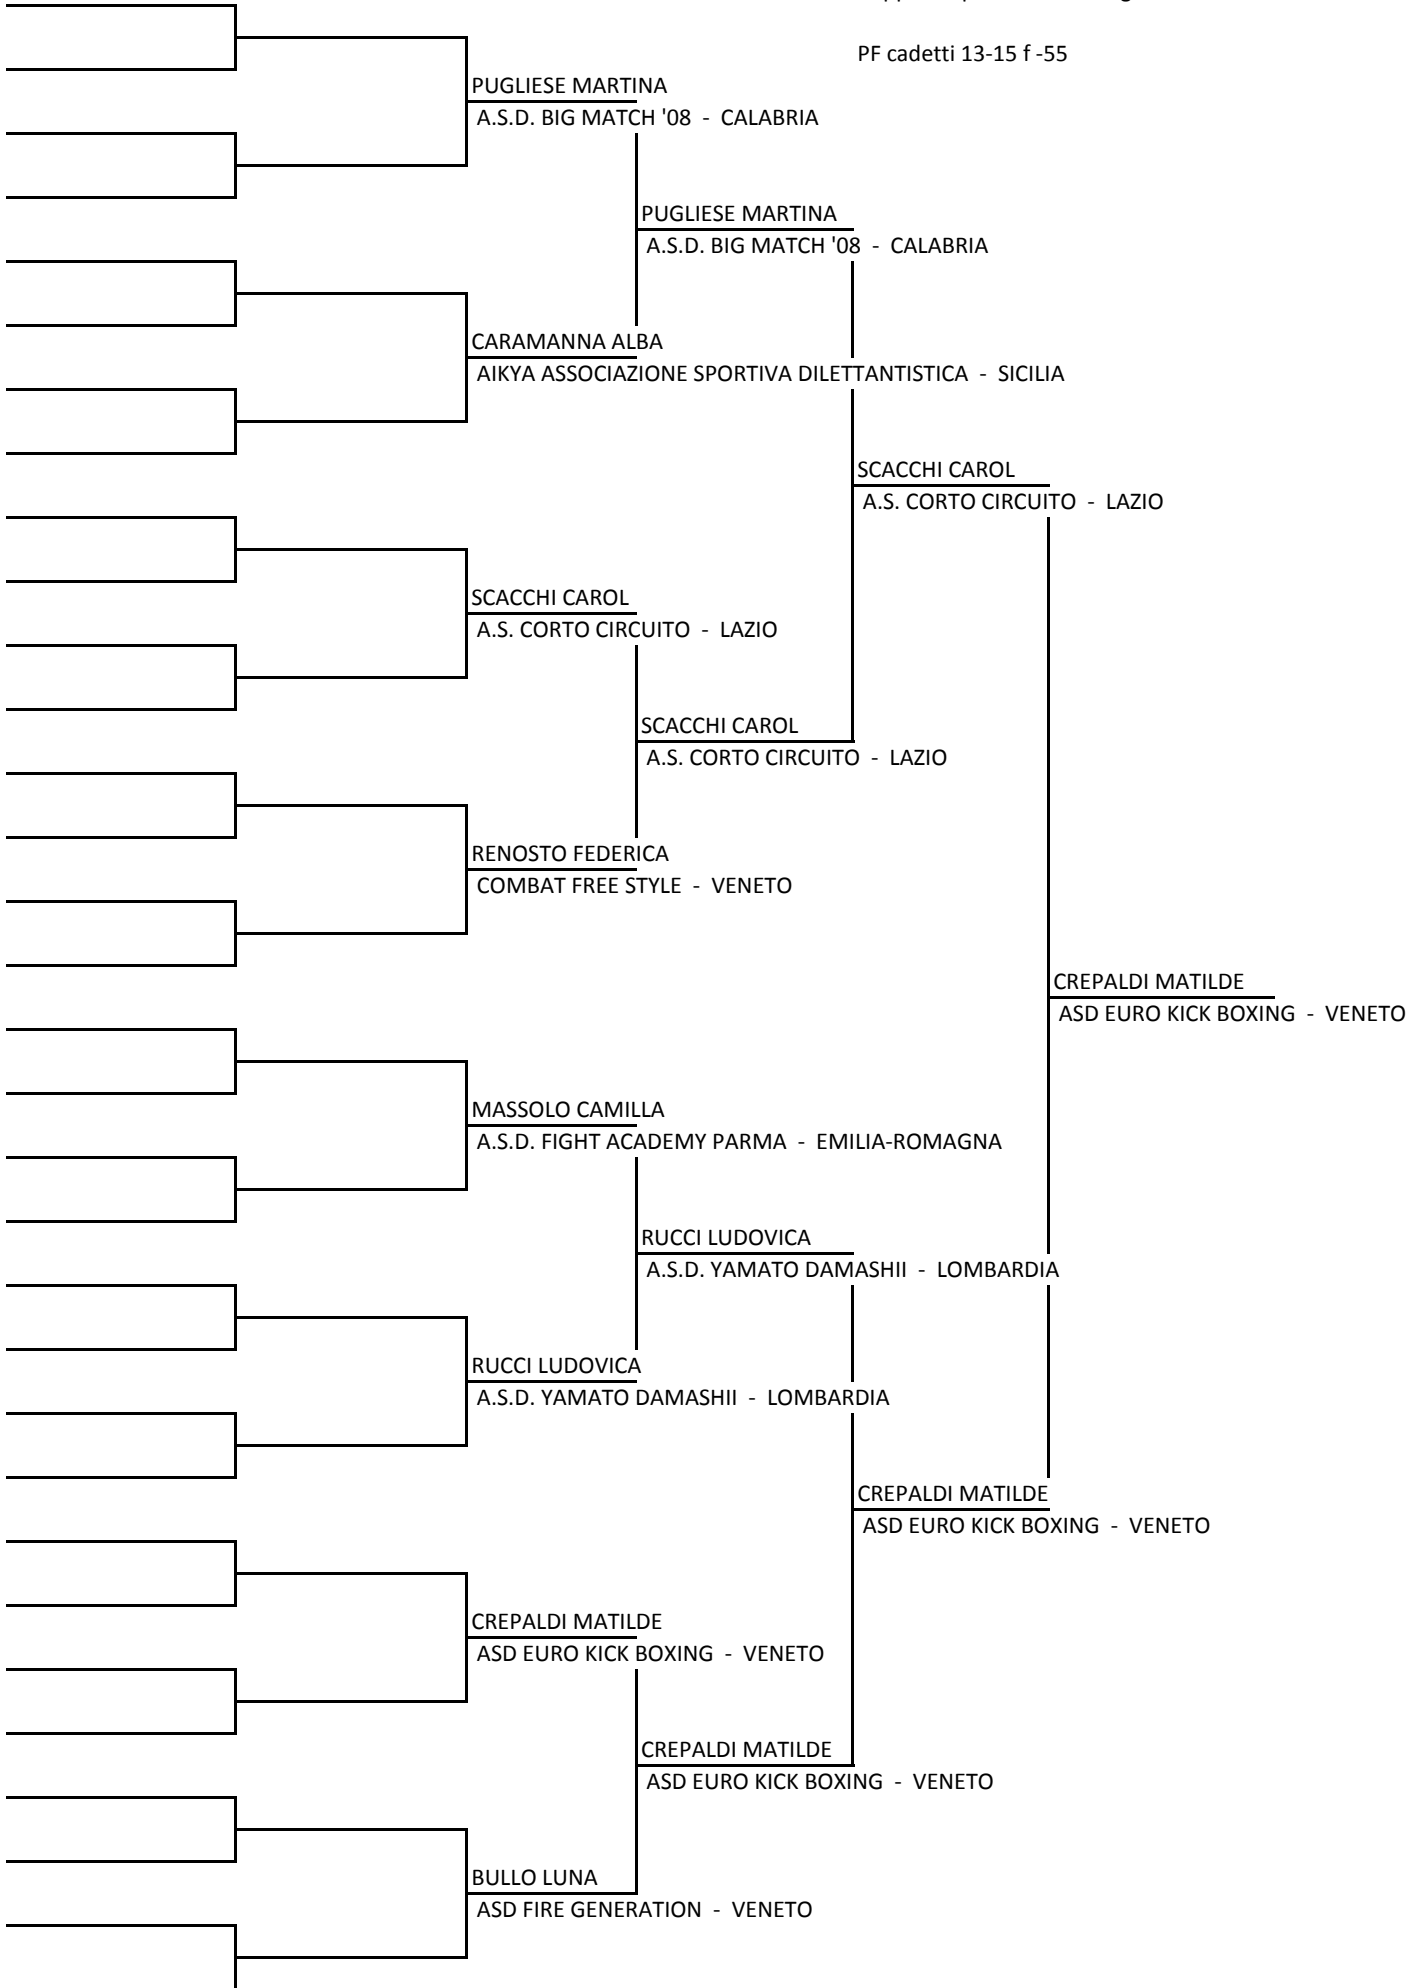 PF cadetti 13-15 f -55
PUGLIESE MARTINA
A.S.D. BIG MATCH '08 - CALABRIA
PUGLIESE MARTINA
A.S.D. BIG MATCH '08 - CALABRIA
CARAMANNA ALBA
AIKYA ASSOCIAZIONE SPORTIVA DILETTANTISTICA - SICILIA
SCACCHI CAROL
A.S. CORTO CIRCUITO - LAZIO
SCACCHI CAROL
A.S. CORTO CIRCUITO - LAZIO
SCACCHI CAROL
A.S. CORTO CIRCUITO - LAZIO
RENOSTO FEDERICA
COMBAT FREE STYLE - VENETO
CREPALDI MATILDE
ASD EURO KICK BOXING - VENETO
MASSOLO CAMILLA
A.S.D. FIGHT ACADEMY PARMA - EMILIA-ROMAGNA
RUCCI LUDOVICA
A.S.D. YAMATO DAMASHII - LOMBARDIA
RUCCI LUDOVICA
A.S.D. YAMATO DAMASHII - LOMBARDIA
CREPALDI MATILDE
ASD EURO KICK BOXING - VENETO
CREPALDI MATILDE
ASD EURO KICK BOXING - VENETO
CREPALDI MATILDE
ASD EURO KICK BOXING - VENETO
BULLO LUNA
ASD FIRE GENERATION - VENETO